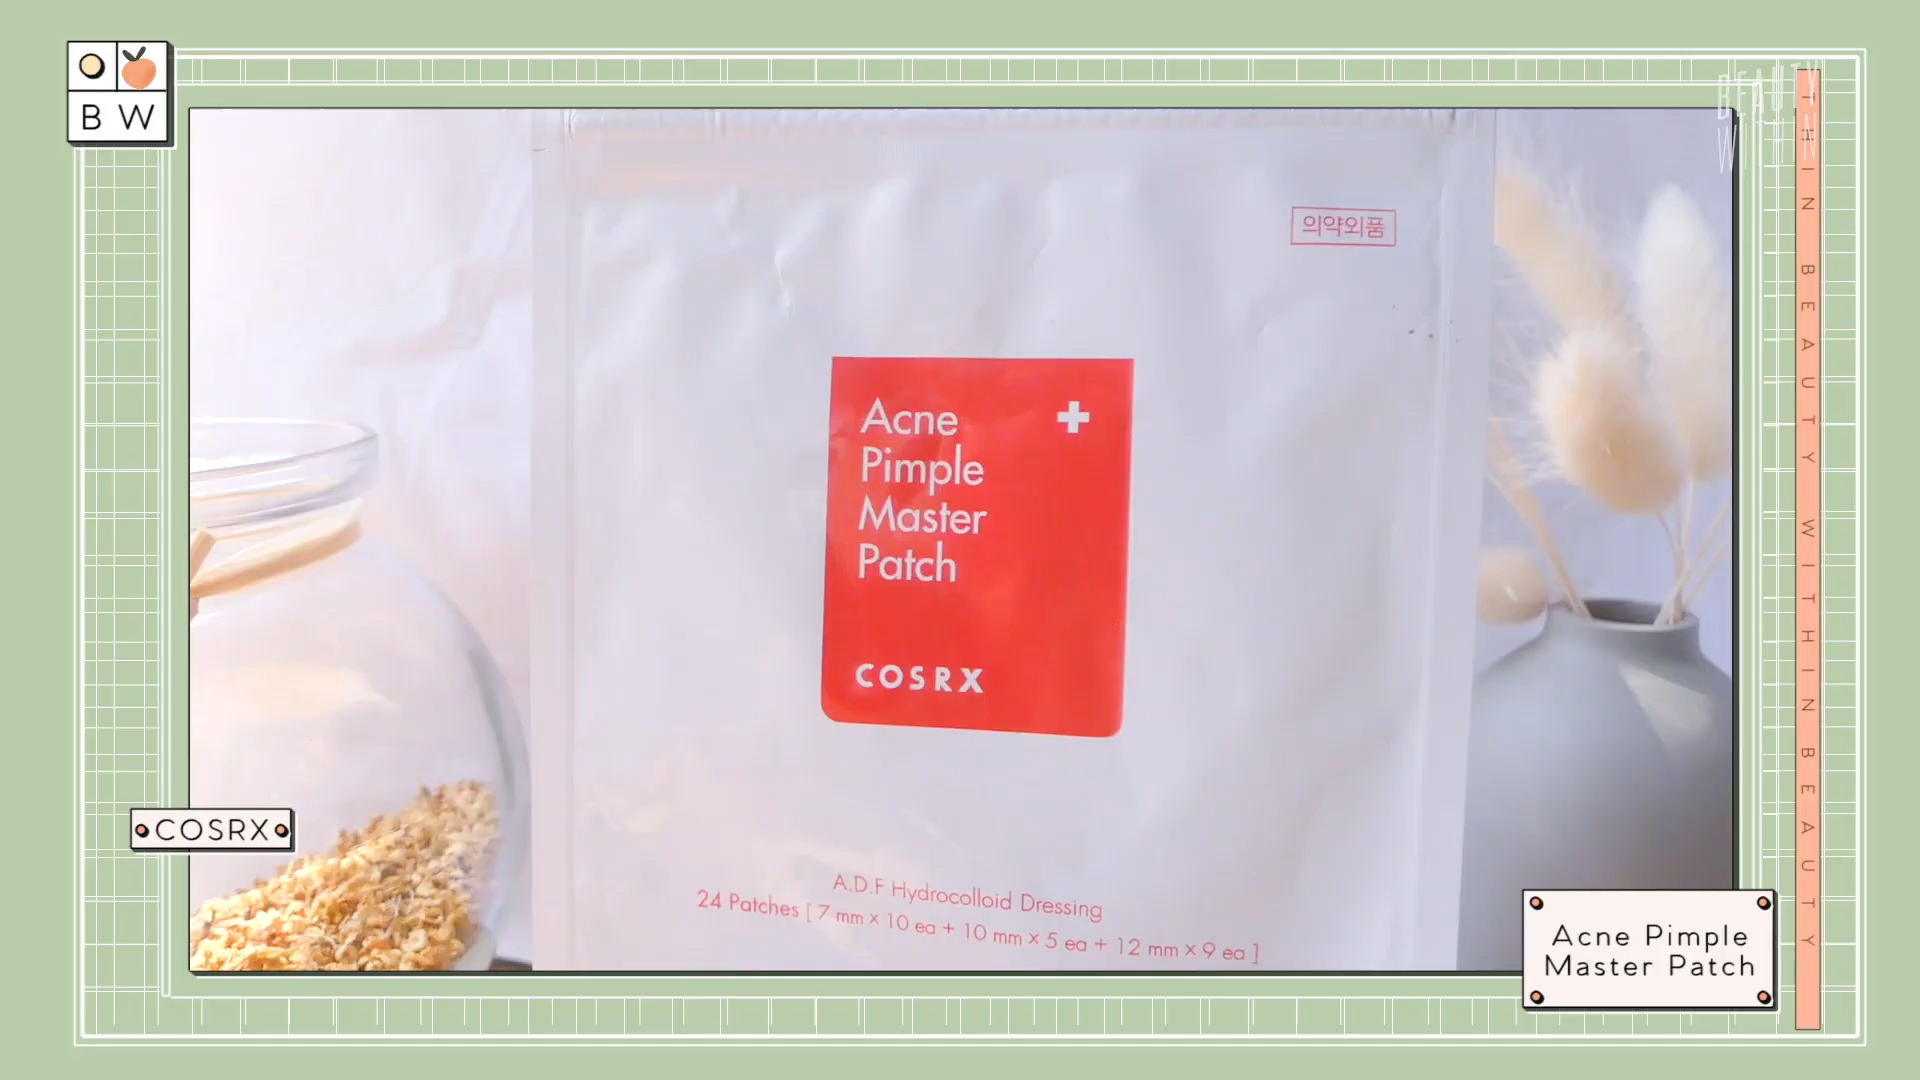 B W
BEAUTY
WITHIN
의약외품
Acne
Pimple
Master
Patch
COSRX
A.D.F Hydrocolloid Dressing
24 Patches [ 7 mm × 10 ea + 10 mm × 5 ea + 12 mm × 9 ea ]
COSRX
Acne Pimple
Master Patch
THIN BEAUTY WITHIN BEAUTY